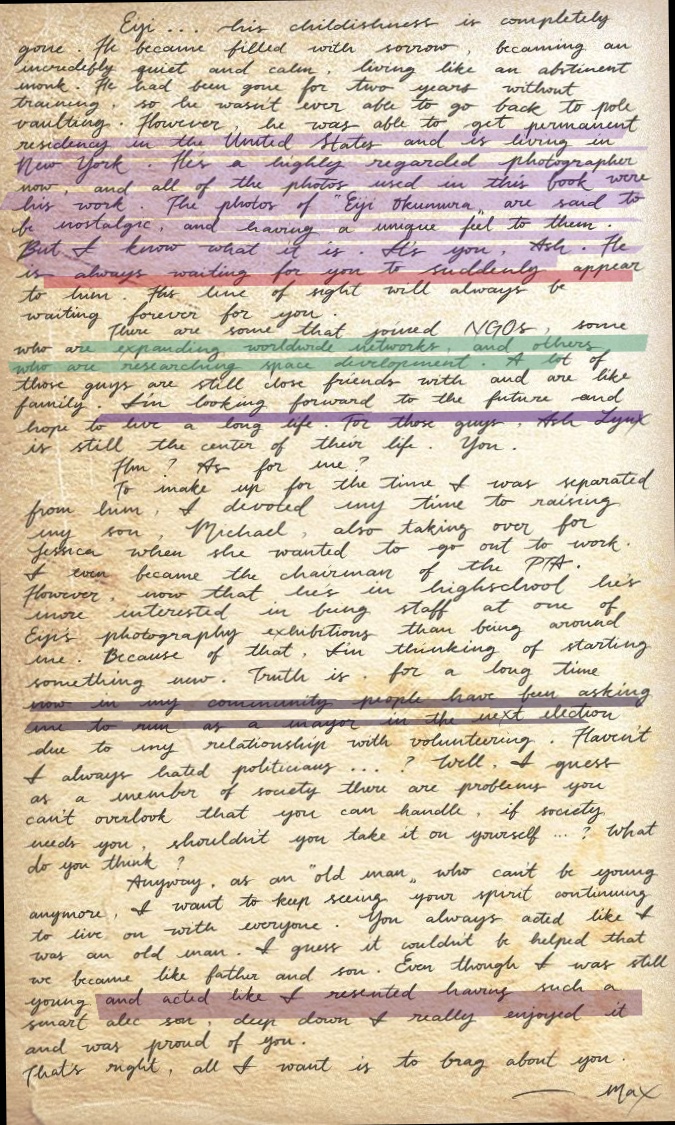 Eiji ... his childishness is completely
gone. He became filled with sorrow, becoming an
incredibly quiet and calm, living like an abstinent
monk. He had been gone for two years without
training, so he wasn't ever able to go back to pole
vaulting. However, he was able to get permanent
residency in the United States and is living in
New York. He's a highly regarded photographer
now, and all of the photos used in this book were
his work. The photos of "Eiji Okumura" are said to
be nostalgic, and having a unique feel to them.
But I know what it is. It's you, Ash. He
is always waiting for you to suddenly appear
to him. His line of sight will always be
waiting forever for you.
There are some that joined NGOs, some
who are expanding worldwide networks, and others
who are researching space development. A lot of
those guys are still close friends with and are like
family. I'm looking forward to the future and
hope to live a long life. For those guys, Ash Lynx
is still the center of their life. You.
Hm? As for me?
To make up for the time I was separated
from him, I devoted my time to raising
my son, Michael, also taking over for
Jessica when she wanted to go out to work.
I even became the chairman of the PTA.
However, now that he's in highschool he's
more interested in being staff at one of
Eiji's photography exhibitions than being around
me. Because of that, I'm thinking of starting
something new. Truth is, for a long time
now in my community people have been asking
me to run as a mayor in the next election
due to my relationship with volunteering. Haven't
I always hated politicians ... ? Well, I guess
as a member of society there are problems you
can't overlook that you can handle, if society
needs you, shouldn't you take it on yourself ... ? What
do you think ?
Anyway, as an "old man" who can't be young
anymore, I want to keep seeing your spirit continuing
to live on with everyone. You always acted like I
was an old man. I guess it couldn't be helped that
we became like father and son. Even though I was still
young and acted like I resented having such a
smart alec son, deep down I really enjoyed it
and was proud of you.
That's right, all I want is to brag about you.
— Max